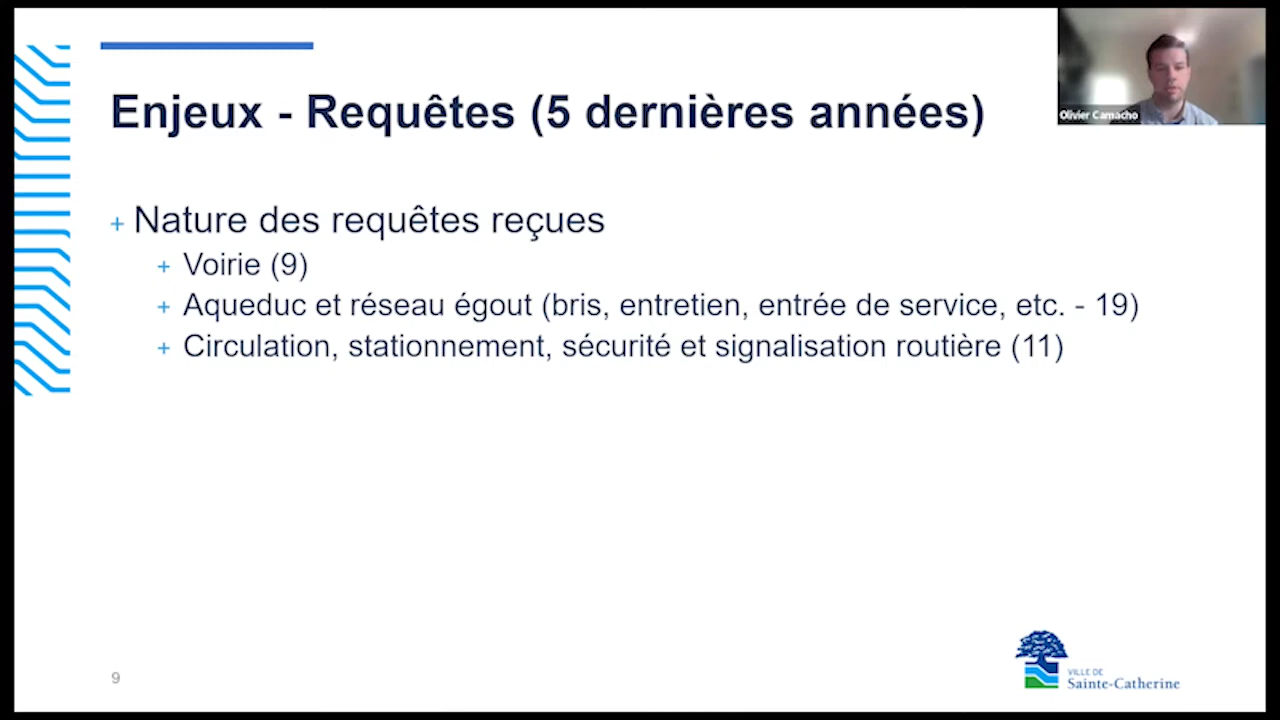 Enjeux - Requêtes (5 dernières années)
Olivier Camacho
+ Nature des requêtes reçues
+ Voirie (9)
+ Aqueduc et réseau égout (bris, entretien, entrée de service, etc. - 19)
+ Circulation, stationnement, sécurité et signalisation routière (11)
9
VILLE DE
Sainte-Catherine